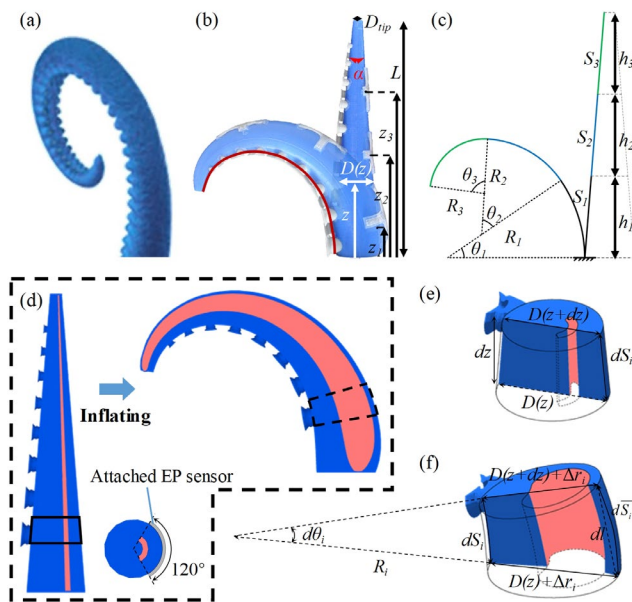 (a)
(b)
D_tip
α
L
z_3
D(z)
z_2
z
z_1
(c)
S_3
h_3
S_2
h_2
θ_3
R_2
R_3
θ_2
S_1
h_1
R_1
θ_1
(d)
Inflating
Attached EP sensor
120°
(e)
D(z+dz)
dz
dS_i
D(z)
(f)
D(z+dz)+Δr_i
dS̅_i
dθ_i
dS_i
dl
R_i
D(z)+Δr_i